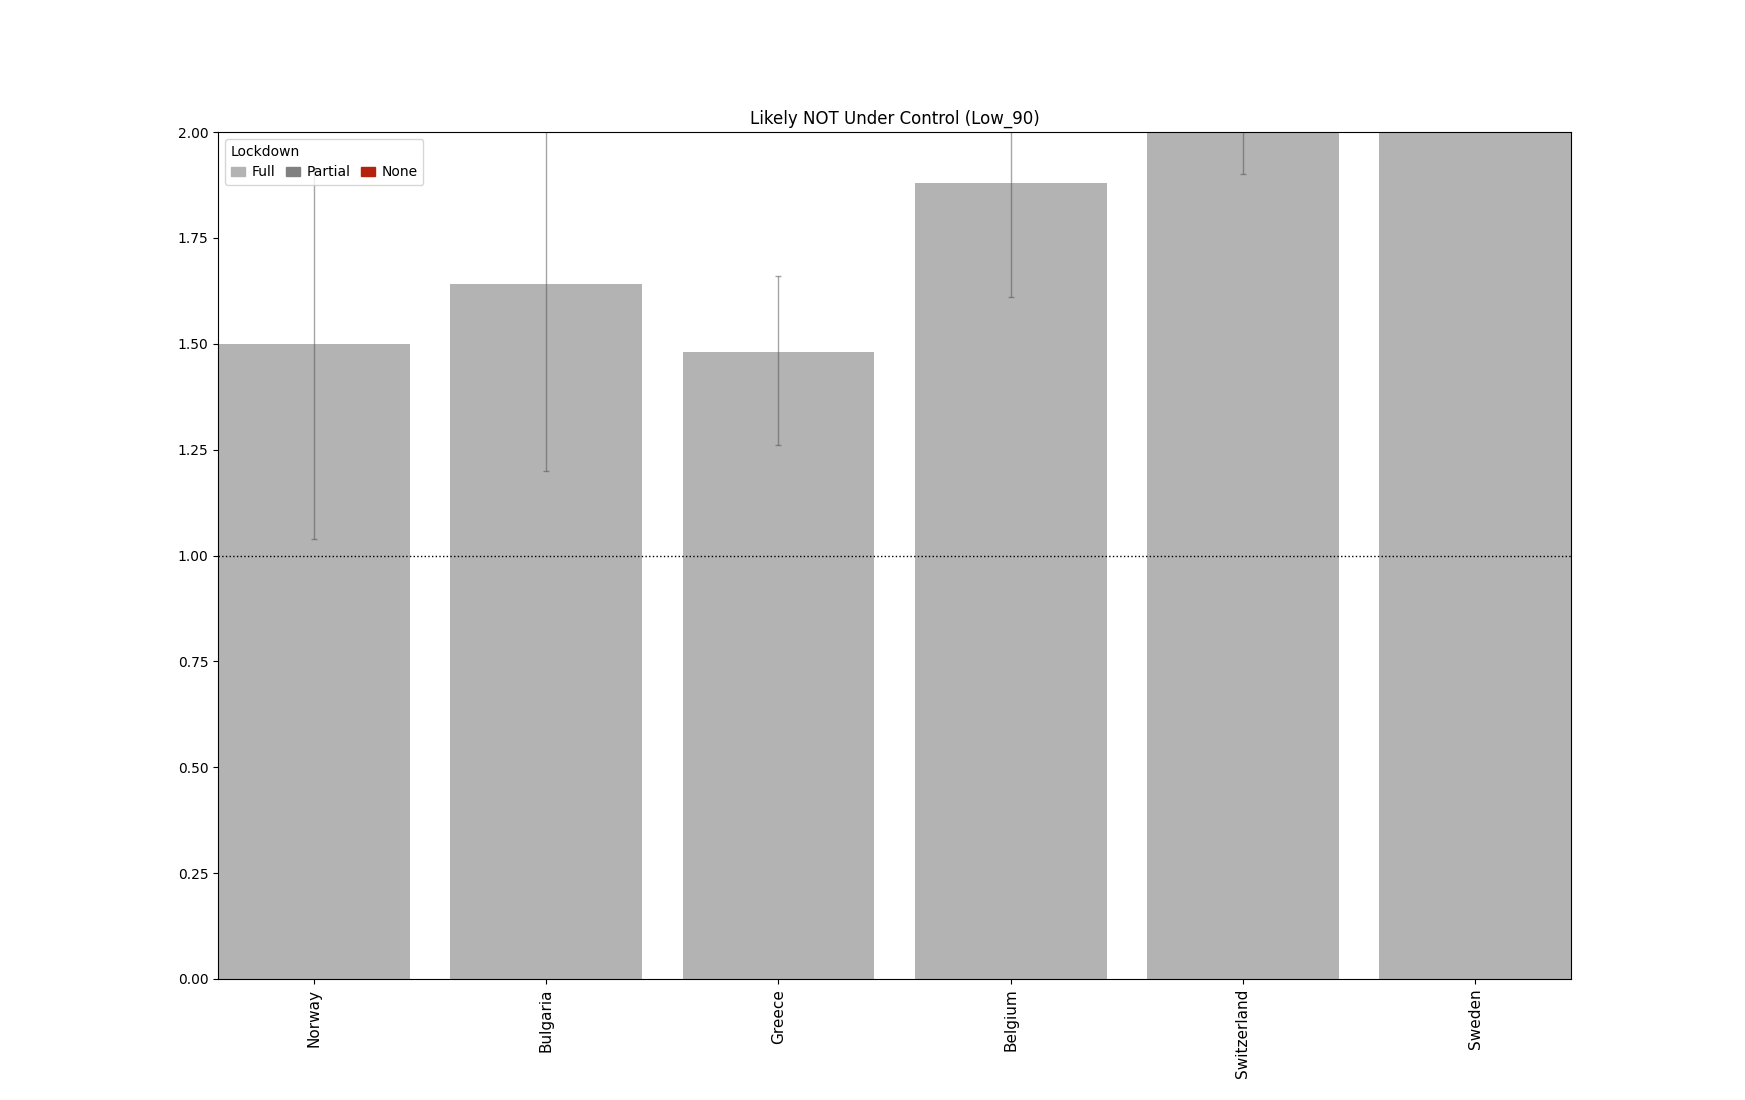 Likely NOT Under Control (Low_90)
Lockdown
Full Partial None
2.00
1.75
1.50
1.25
1.00
0.75
0.50
0.25
0.00
Norway
Bulgaria
Greece
Belgium
Switzerland
Sweden